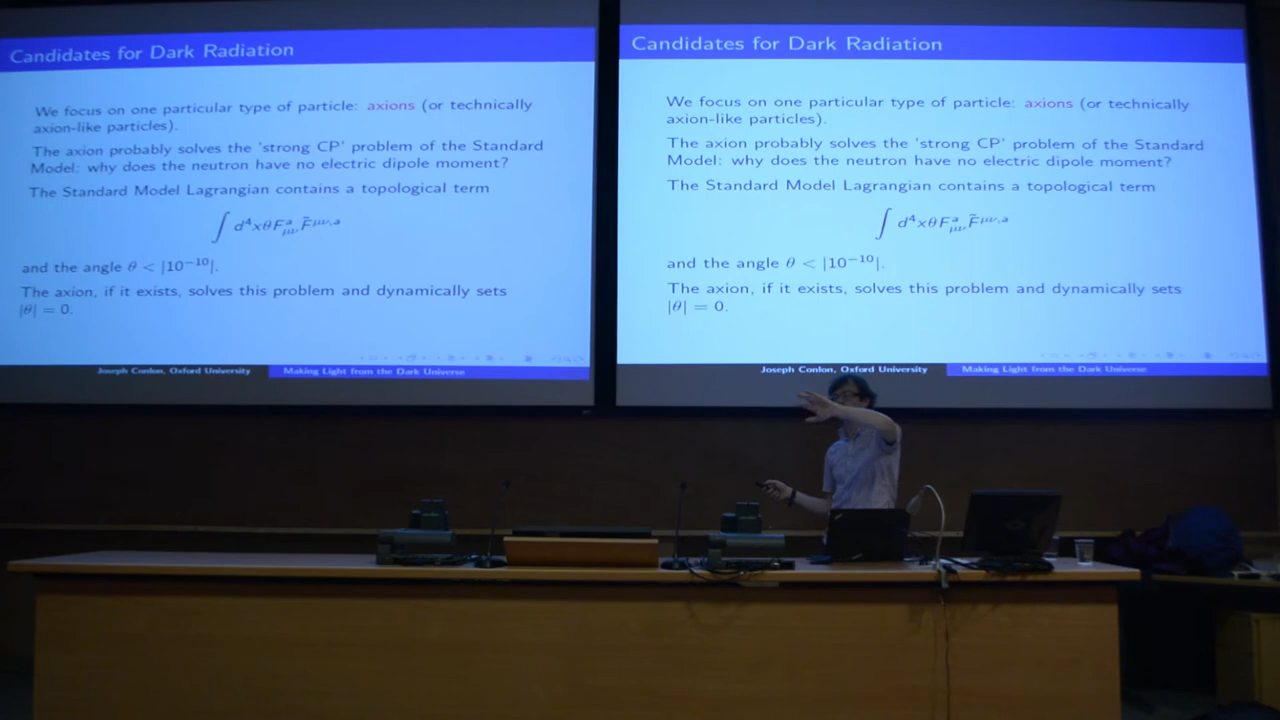 Candidates for Dark Radiation
We focus on one particular type of particle: axions (or technically
axion-like particles).
The axion probably solves the 'strong CP' problem of the Standard
Model: why does the neutron have no electric dipole moment?
The Standard Model Lagrangian contains a topological term
∫ d⁴xθFᵃ_μν F̃^μν,a
and the angle θ < |10⁻¹⁰|.
The axion, if it exists, solves this problem and dynamically sets
|θ| = 0.
Joseph Conlon, Oxford University Making Light from the Dark Universe
Candidates for Dark Radiation
We focus on one particular type of particle: axions (or technically
axion-like particles).
The axion probably solves the 'strong CP' problem of the Standard
Model: why does the neutron have no electric dipole moment?
The Standard Model Lagrangian contains a topological term
∫ d⁴xθFᵃ_μν F̃^μν,a
and the angle θ < |10⁻¹⁰|.
The axion, if it exists, solves this problem and dynamically sets
|θ| = 0.
Joseph Conlon, Oxford University Making Light from the Dark Universe